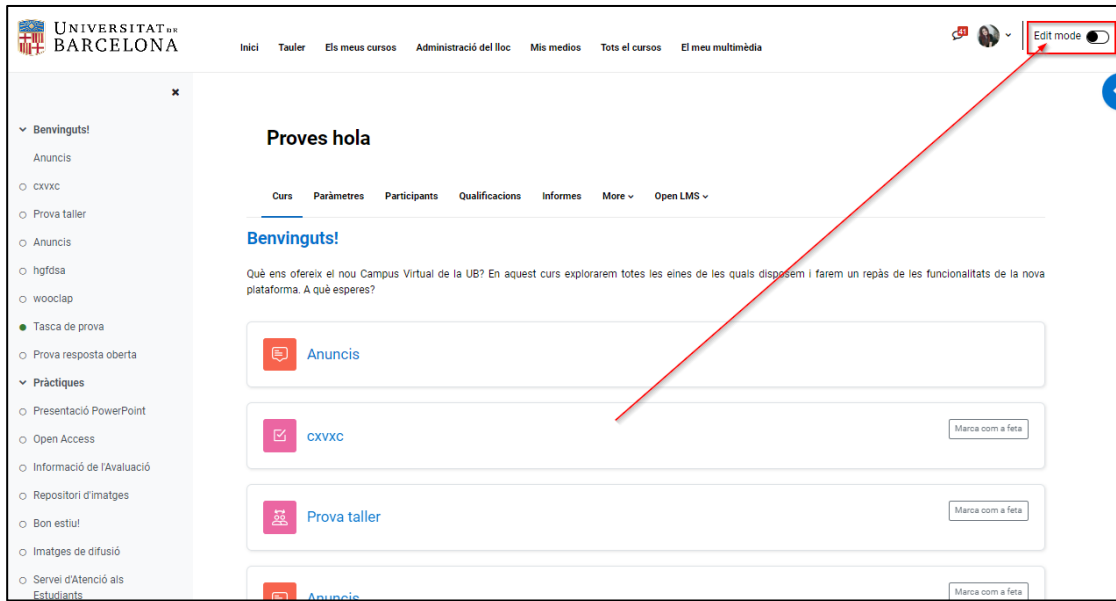 UNIVERSITAT DE
BARCELONA
Inici Tauler Els meus cursos Administració del lloc Mis medios Tots el cursos El meu multimèdia
41
Edit mode
Benvinguts!
Anuncis
cxvxc
Prova taller
Anuncis
hgfdsa
wooclap
Tasca de prova
Prova resposta oberta
Pràctiques
Presentació PowerPoint
Open Access
Informació de l'Avaluació
Repositori d'imatges
Bon estiu!
Imatges de difusió
Servei d'Atenció als
Estudiants
Proves hola
Curs Paràmetres Participants Qualificacions Informes More Open LMS
Benvinguts!
Què ens ofereix el nou Campus Virtual de la UB? En aquest curs explorarem totes les eines de les quals disposem i farem un repàs de les funcionalitats de la nova
plataforma. A què esperes?
Anuncis
cxvxc
Marca com a feta
Prova taller
Marca com a feta
Anuncis
Marca com a feta